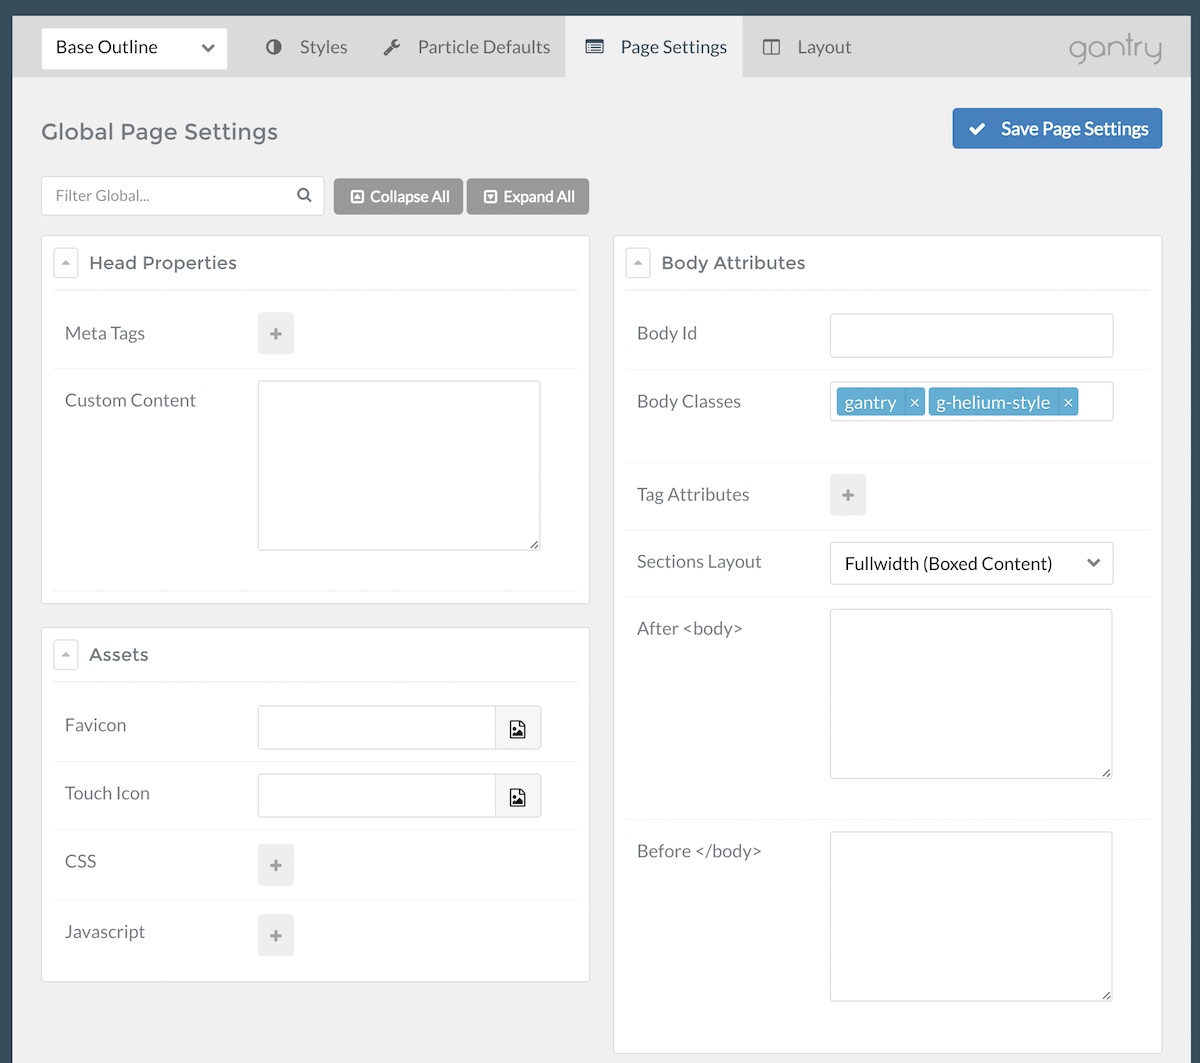 Base Outline
Styles
Particle Defaults
Page Settings
Layout
gantry
Global Page Settings
Save Page Settings
Filter Global...
Collapse All
Expand All
Head Properties
Meta Tags
Custom Content
Assets
Favicon
Touch Icon
CSS
Javascript
Body Attributes
Body Id
Body Classes
gantry ×
g-helium-style ×
Tag Attributes
Sections Layout
Fullwidth (Boxed Content)
After <body>
Before </body>